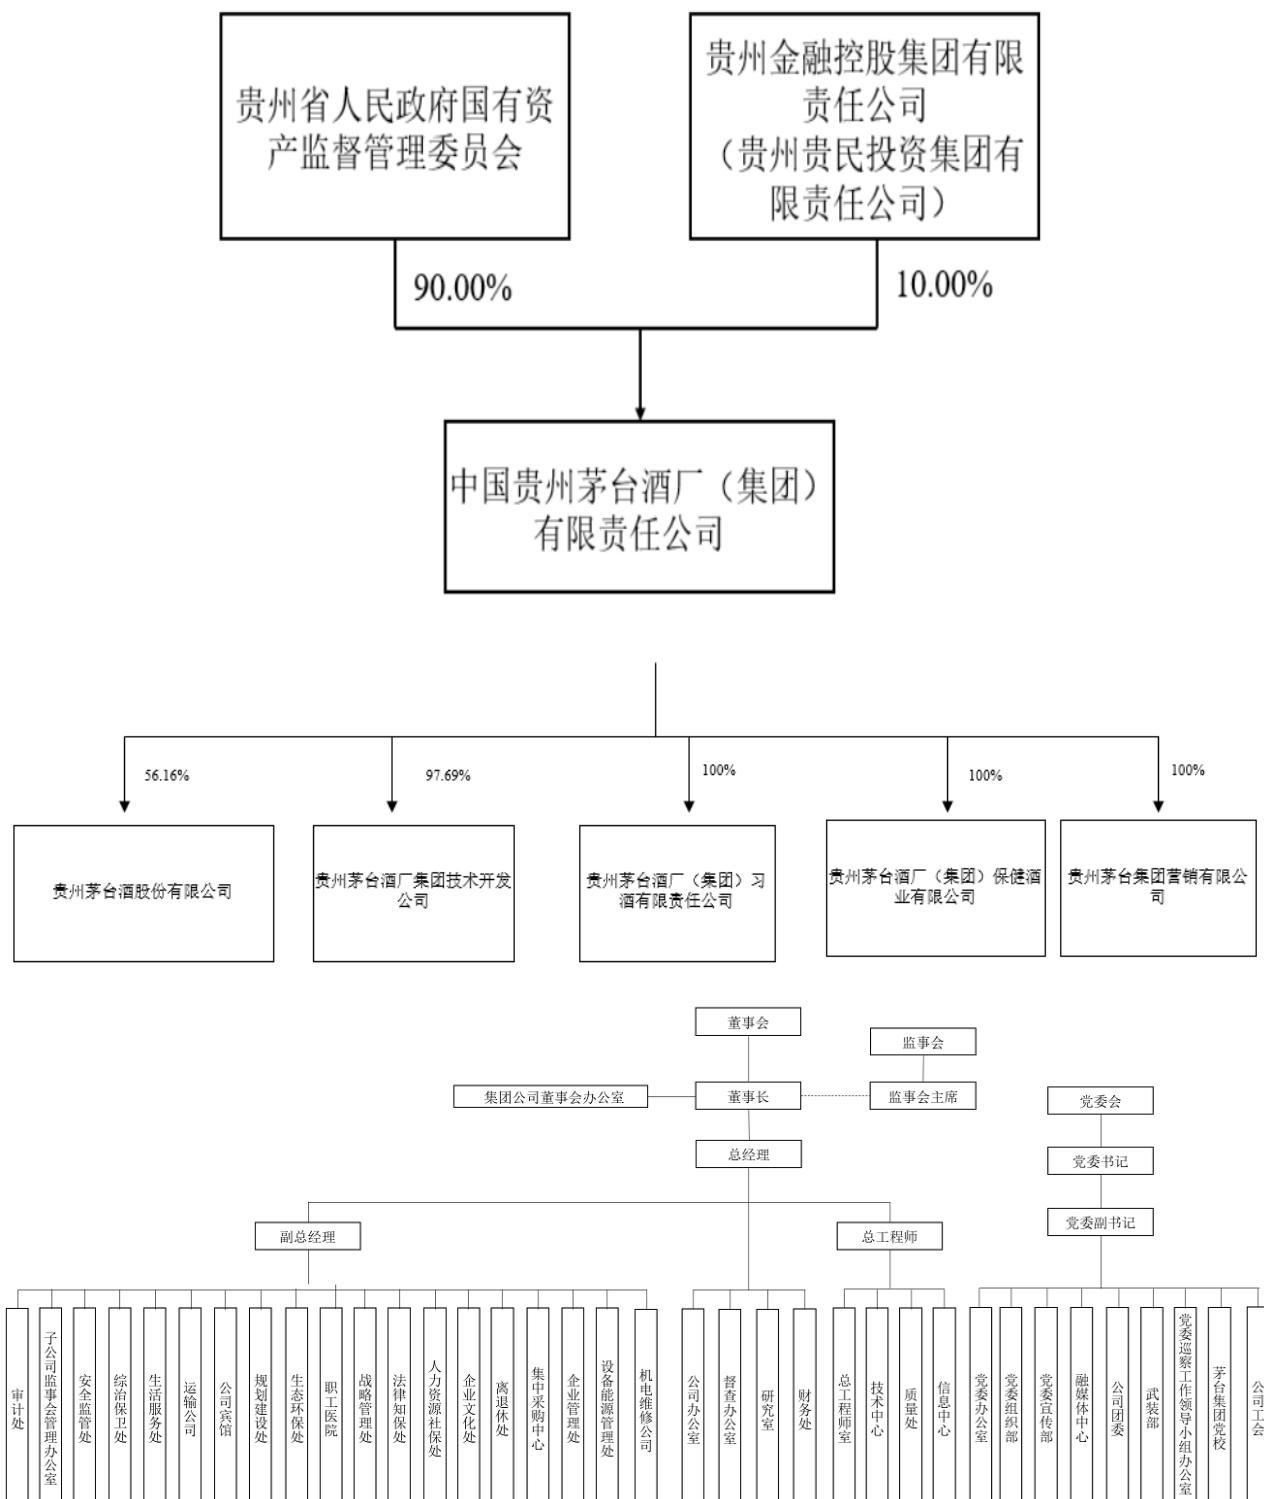 贵州省人民政府国有资
产监督管理委员会
贵州金融控股集团有限
责任公司
（贵州贵民投资集团有
限责任公司）
90.00%
10.00%
中国贵州茅台酒厂（集团）
有限责任公司
56.16%
97.69%
100%
100%
100%
贵州茅台酒股份有限公司
贵州茅台酒厂集团技术开发
公司
贵州茅台酒厂（集团）习
酒有限责任公司
贵州茅台酒厂（集团）保健酒
业有限公司
贵州茅台集团营销有限公
司
董事会
监事会
集团公司董事会办公室
董事长
监事会主席
党委会
总经理
党委书记
副总经理
总工程师
党委副书记
审计处
子公司监事会管理办公室
安全监管处
综治保卫处
生活服务处
运输公司
公司宾馆
规划建设处
生态环保处
职工医院
战略管理处
法律知保处
人力资源社保处
企业文化处
离退休处
集中采购中心
企业管理处
设备能源管理处
机电维修公司
公司办公室
督查办公室
研究室
财务处
总工程师室
技术中心
质量处
信息中心
党委办公室
党委组织部
党委宣传部
融媒体中心
公司团委
武装部
党委巡察工作领导小组办公室
茅台集团党校
公司工会